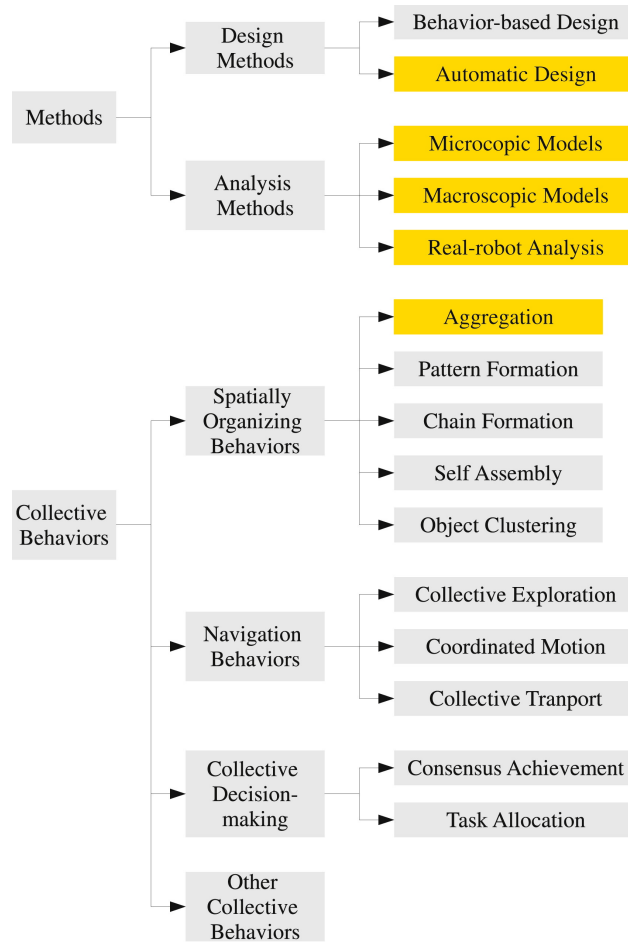 Behavior-based Design
Design
Methods
Automatic Design
Methods
Microcopic Models
Analysis
Methods
Macroscopic Models
Real-robot Analysis
Aggregation
Pattern Formation
Spatially
Organizing
Behaviors
Chain Formation
Self Assembly
Object Clustering
Collective
Behaviors
Collective Exploration
Navigation
Behaviors
Coordinated Motion
Collective Tranport
Collective
Decision-
making
Consensus Achievement
Task Allocation
Other
Collective
Behaviors